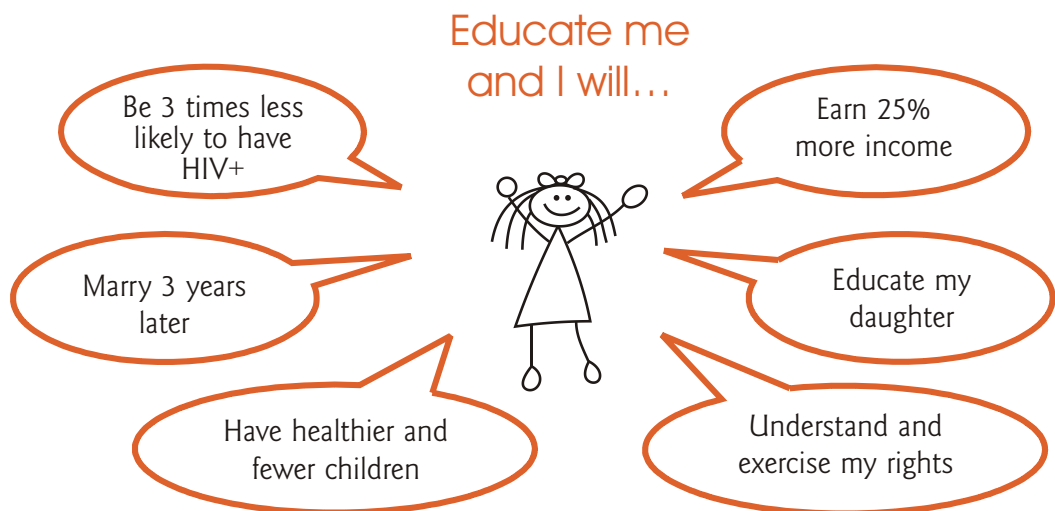 Educate me
and I will...
Be 3 times less
likely to have
HIV+
Earn 25%
more income
Marry 3 years
later
Educate my
daughter
Have healthier and
fewer children
Understand and
exercise my rights